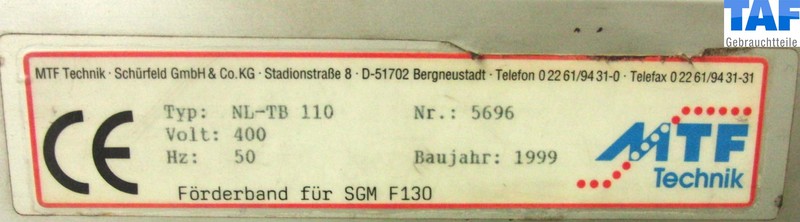 TAF
Gebrauchtteile
MTF Technik · Schürfeld GmbH & Co. KG · Stadionstraße 8 · D-51702 Bergneustadt · Telefon 0 22 61/94 31-0 · Telefax 0 22 61/94 31-31
CE
Typ: NL-TB 110 Nr.: 5696
Volt: 400
Hz: 50 Baujahr: 1999
Förderband für SGM F130
MTF
Technik